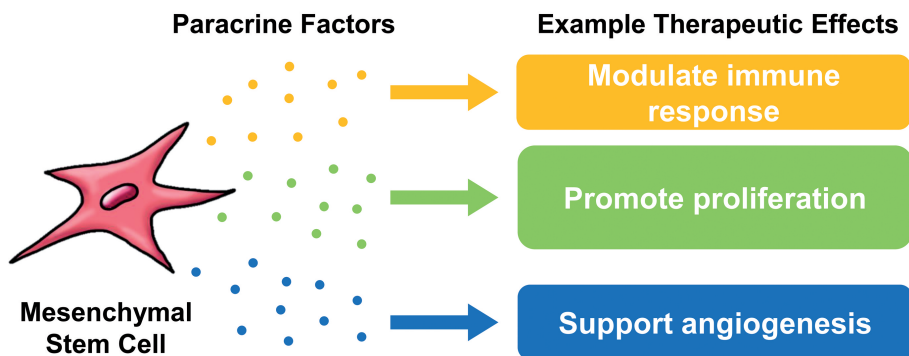 Paracrine Factors
Example Therapeutic Effects
Modulate immune
response
Promote proliferation
Support angiogenesis
Mesenchymal
Stem Cell